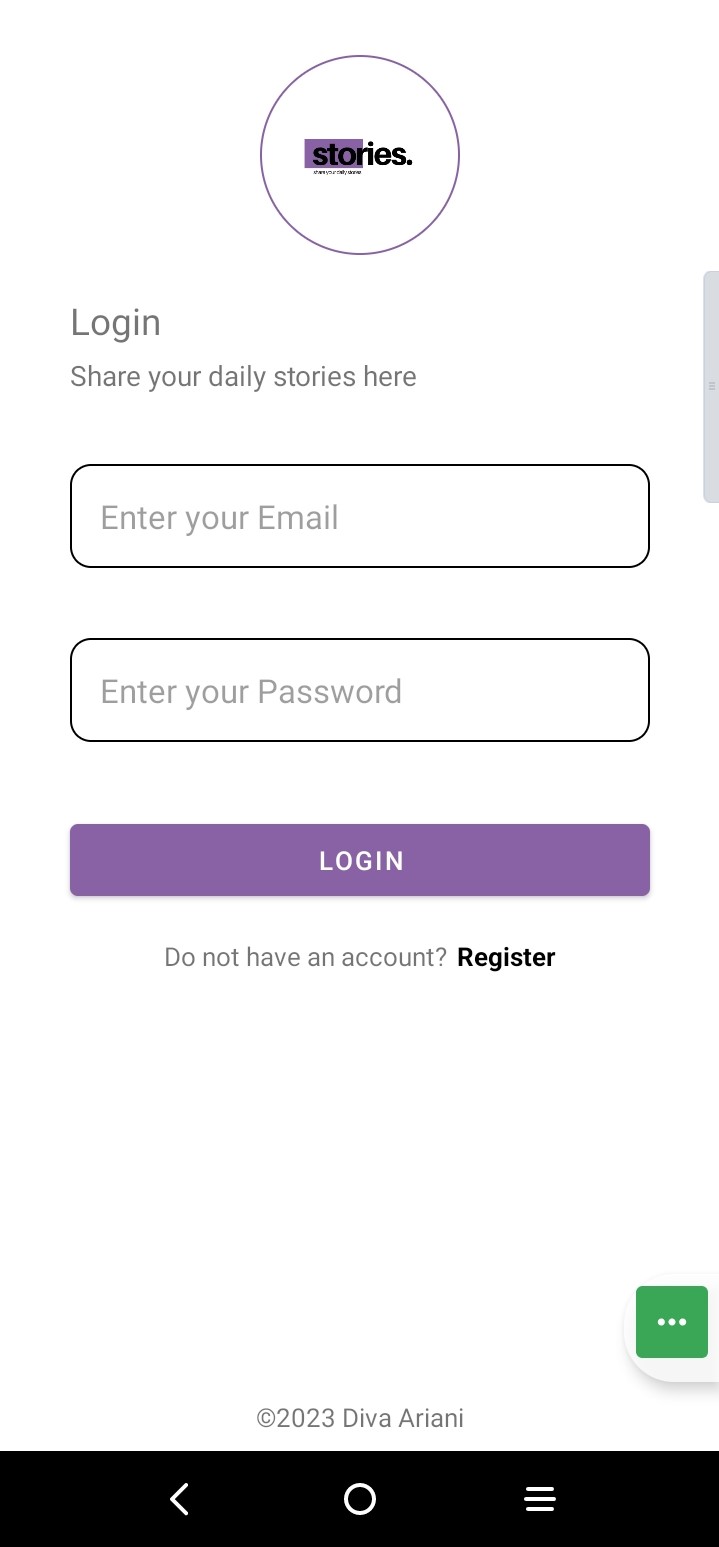 stories.
share your daily stories
Login
Share your daily stories here
Enter your Email
Enter your Password
LOGIN
Do not have an account? Register
©2023 Diva Ariani